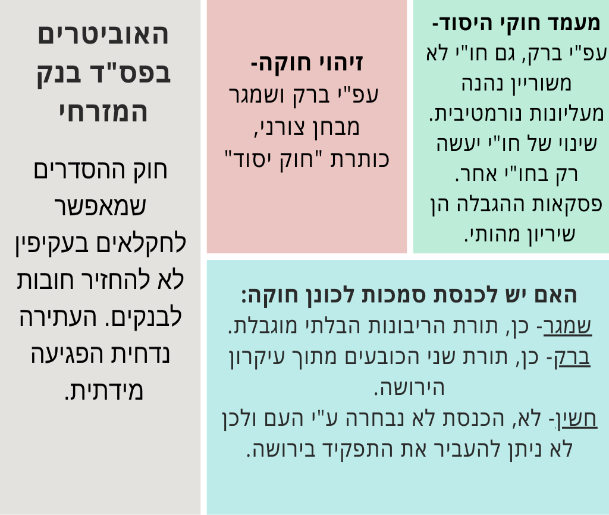 מעמד חוקי היסוד-
עפ"י ברק, גם חו"י לא
משוריין נהנה
מעליונות נורמטיבית.
שינוי של חו"י יעשה
רק בחו"י אחר.
פסקאות ההגבלה הן
שיריון מהותי.
זיהוי חוקה-
עפ"י ברק ושמגר
מבחן צורני,
כותרת "חוק יסוד"
האוביטרים
בפס"ד בנק
המזרחי
חוק ההסדרים
שמאפשר
לחקלאים בעקיפין
לא להחזיר חובות
לבנקים. העתירה
נדחית הפגיעה
מידתית.
האם יש לכנסת סמכות לכונן חוקה:
שמגר- כן, תורת הריבונות הבלתי מוגבלת.
ברק- כן, תורת שני הכובעים מתוך עיקרון
הירושה.
חשין- לא, הכנסת לא נבחרה ע"י העם ולכן
לא ניתן להעביר את התפקיד בירושה.